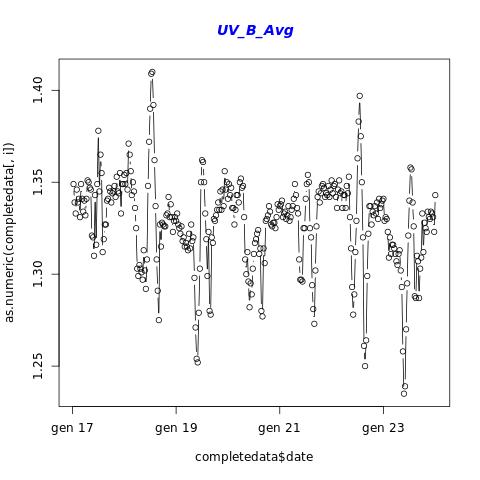 UV_B_Avg
as.numeric(completedata[, i])
1.40
1.35
1.30
1.25
gen 17
gen 19
gen 21
gen 23
completedata$date